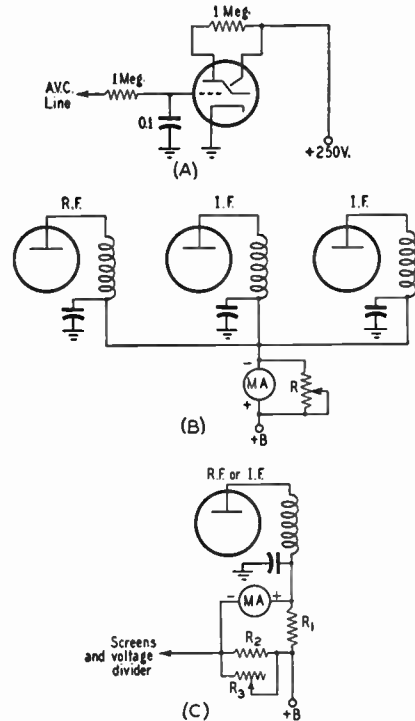 1 Meg.
A.V.C. Line
1 Meg.
0.1
+250V.
(A)
R.F.
I.F.
I.F.
-
MA
R
+
+B
(B)
R.F. or I.F.
-
MA
+
R1
Screens and voltage divider
R2
R3
+B
(C)